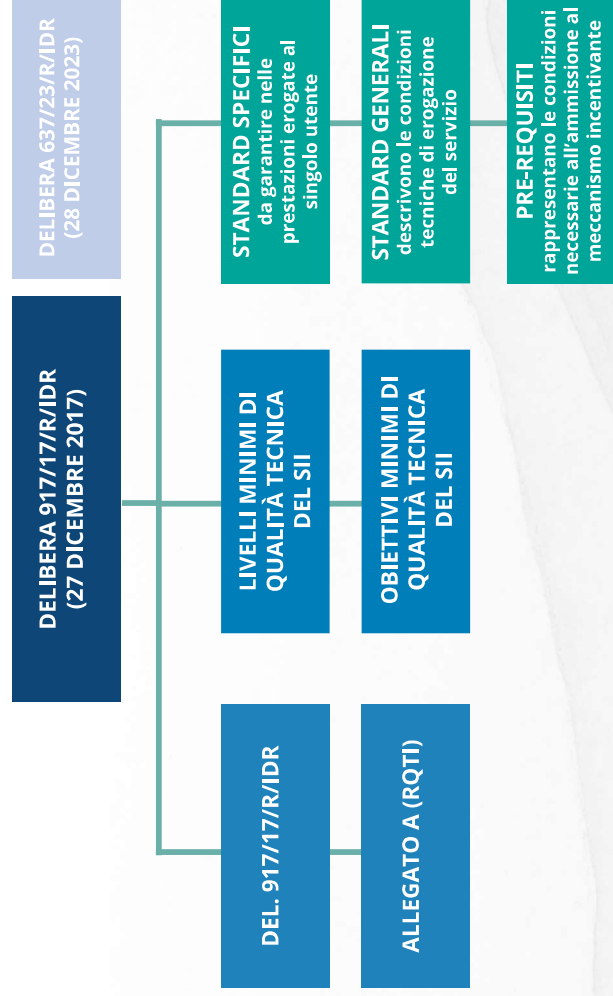 DELIBERA 917/17/R/IDR
(27 DICEMBRE 2017)
DELIBERA 637/23/R/IDR
(28 DICEMBRE 2023)
DEL. 917/17/R/IDR
ALLEGATO A (RQTI)
LIVELLI MINIMI DI
QUALITÀ TECNICA
DEL SII
OBIETTIVI MINIMI DI
QUALITÀ TECNICA
DEL SII
STANDARD SPECIFICI
da garantire nelle
prestazioni erogate al
singolo utente
STANDARD GENERALI
descrivono le condizioni
tecniche di erogazione
del servizio
PRE-REQUISITI
rappresentano le condizioni
necessarie all'ammissione al
meccanismo incentivante